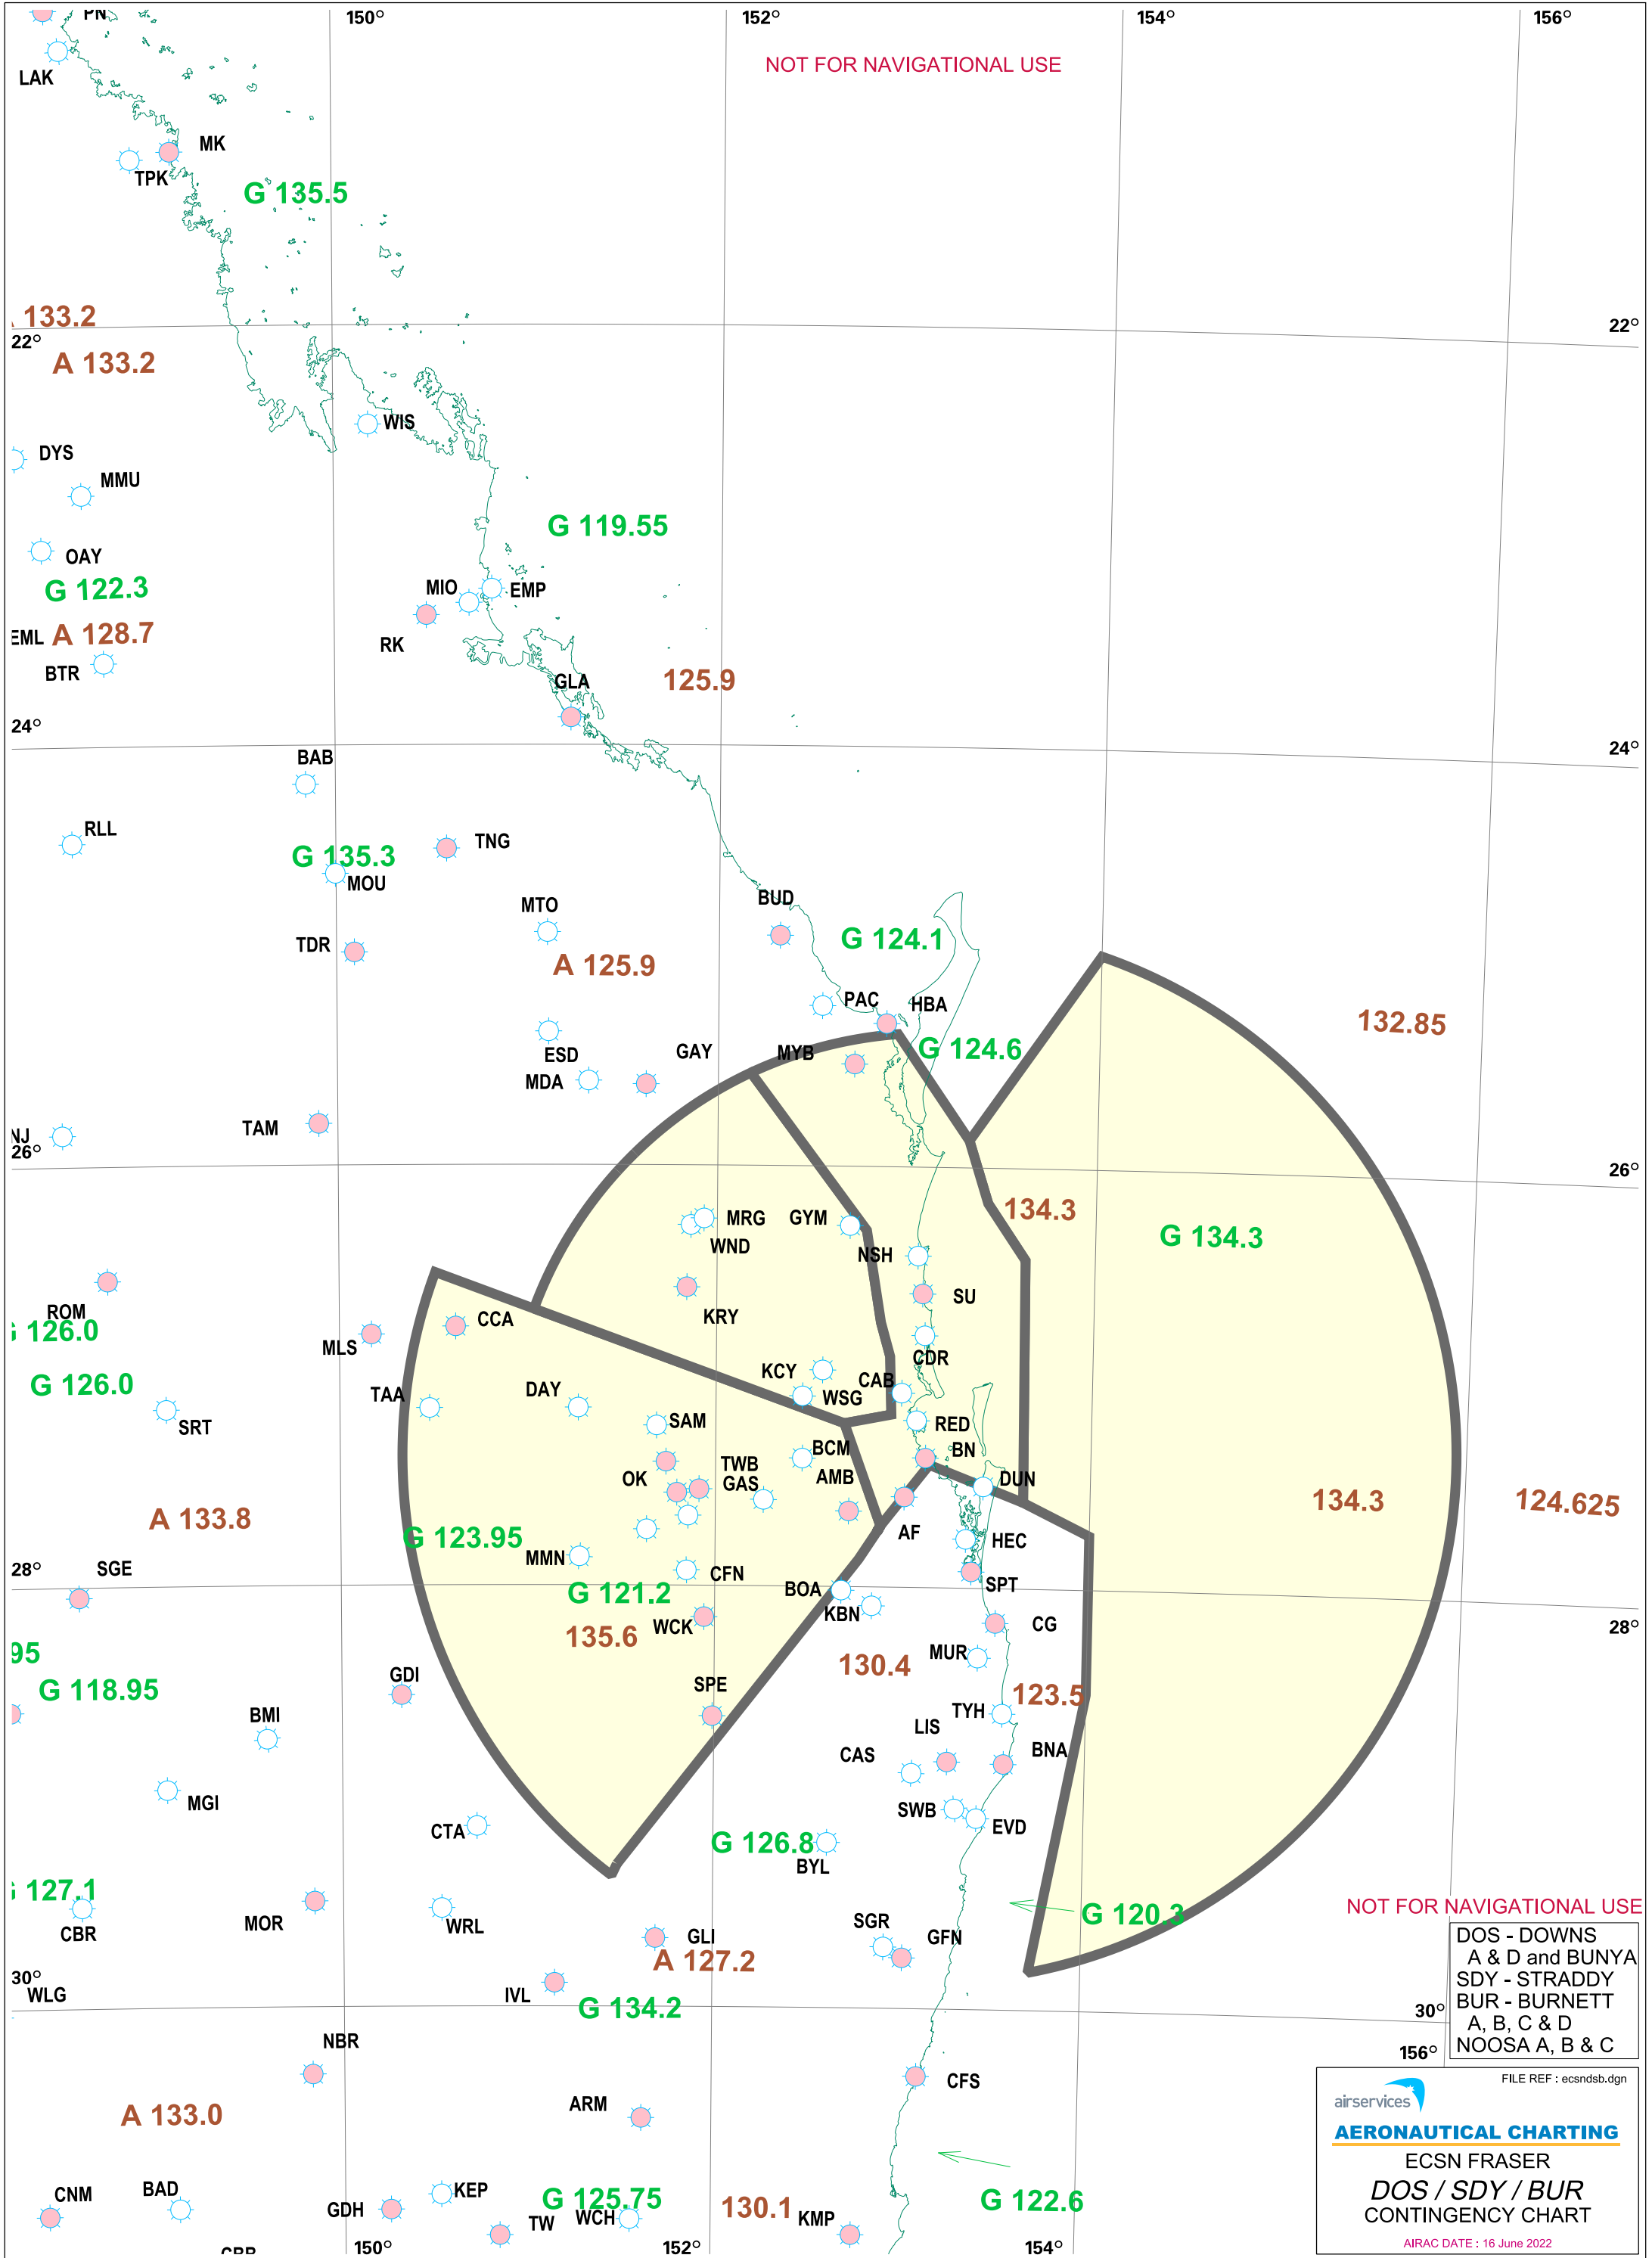 PN
150°
152°
154°
156°
NOT FOR NAVIGATIONAL USE
LAK
MK
TPK
G 135.5
133.2
22°
22°
A 133.2
WIS
DYS
MMU
G 119.55
OAY
G 122.3
MIO
EMP
EML
A 128.7
RK
BTR
125.9
GLA
24°
24°
BAB
RLL
TNG
G 135.3
MOU
BUD
MTO
G 124.1
TDR
A 125.9
PAC
HBA
132.85
ESD
GAY
MYB
G 124.6
MDA
TAM
NJ
26°
26°
134.3
MRG
GYM
G 134.3
WND
NSH
SU
ROM
KRY
CCA
G 126.0
MLS
CDR
KCY
CAB
G 126.0
TAA
DAY
WSG
SRT
SAM
RED
BCM
BN
TWB
OK
GAS
AMB
DUN
134.3
124.625
A 133.8
AF
G 123.95
HEC
MMN
28°
SGE
CFN
SPT
G 121.2
BOA
KBN
WCK
CG
28°
135.6
95
MUR
130.4
GDI
SPE
G 118.95
123.5
BMI
TYH
LIS
CAS
BNA
MGI
SWB
EVD
CTA
G 126.8
BYL
127.1
NOT FOR NAVIGATIONAL USE
G 120.3
CBR
MOR
WRL
SGR
GFN
GLI
A 127.2
DOS - DOWNS
A & D and BUNYA
SDY - STRADDY
BUR - BURNETT
A, B, C & D
NOOSA A, B & C
30°
WLG
IVL
G 134.2
30°
NBR
156°
CFS
ARM
A 133.0
FILE REF : ecsndsb.dgn
airservices
AERONAUTICAL CHARTING
ECSN FRASER
DOS / SDY / BUR
CONTINGENCY CHART
AIRAC DATE : 16 June 2022
CNM
BAD
KEP
GDH
G 125.75
130.1
G 122.6
TW
WCH
KMP
150°
152°
154°